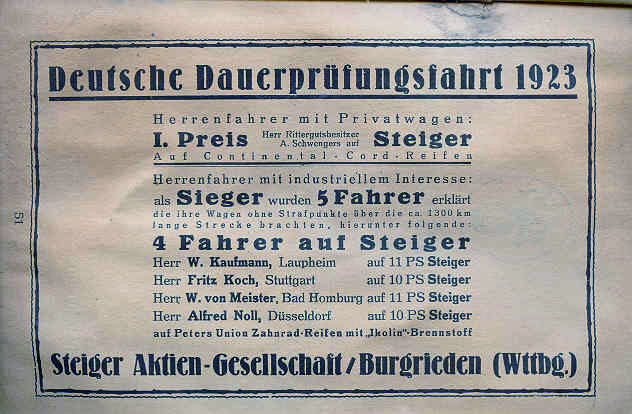 Deutsche Dauerprüfungsfahrt 1923
Herrenfahrer mit Privatwagen:
I. Preis Herr Rittergutsbesitzer A. Schwengers auf Steiger
Auf Continental-Cord-Reifen
Herrenfahrer mit industriellem Interesse:
als Sieger wurden 5 Fahrer erklärt
die ihre Wagen ohne Strafpunkte über die ca. 1300 km
lange Strecke brachten, hierunter folgende:
4 Fahrer auf Steiger
Herr W. Kaufmann, Laupheim auf 11 PS Steiger
Herr Fritz Koch, Stuttgart auf 10 PS Steiger
Herr W. von Meister, Bad Homburg auf 11 PS Steiger
Herr Alfred Noll, Düsseldorf auf 10 PS Steiger
auf Peters Union Zahnrad-Reifen mit „Ikolin"-Brennstoff
Steiger Aktien-Gesellschaft / Burgrieden (Wttbg.)
51